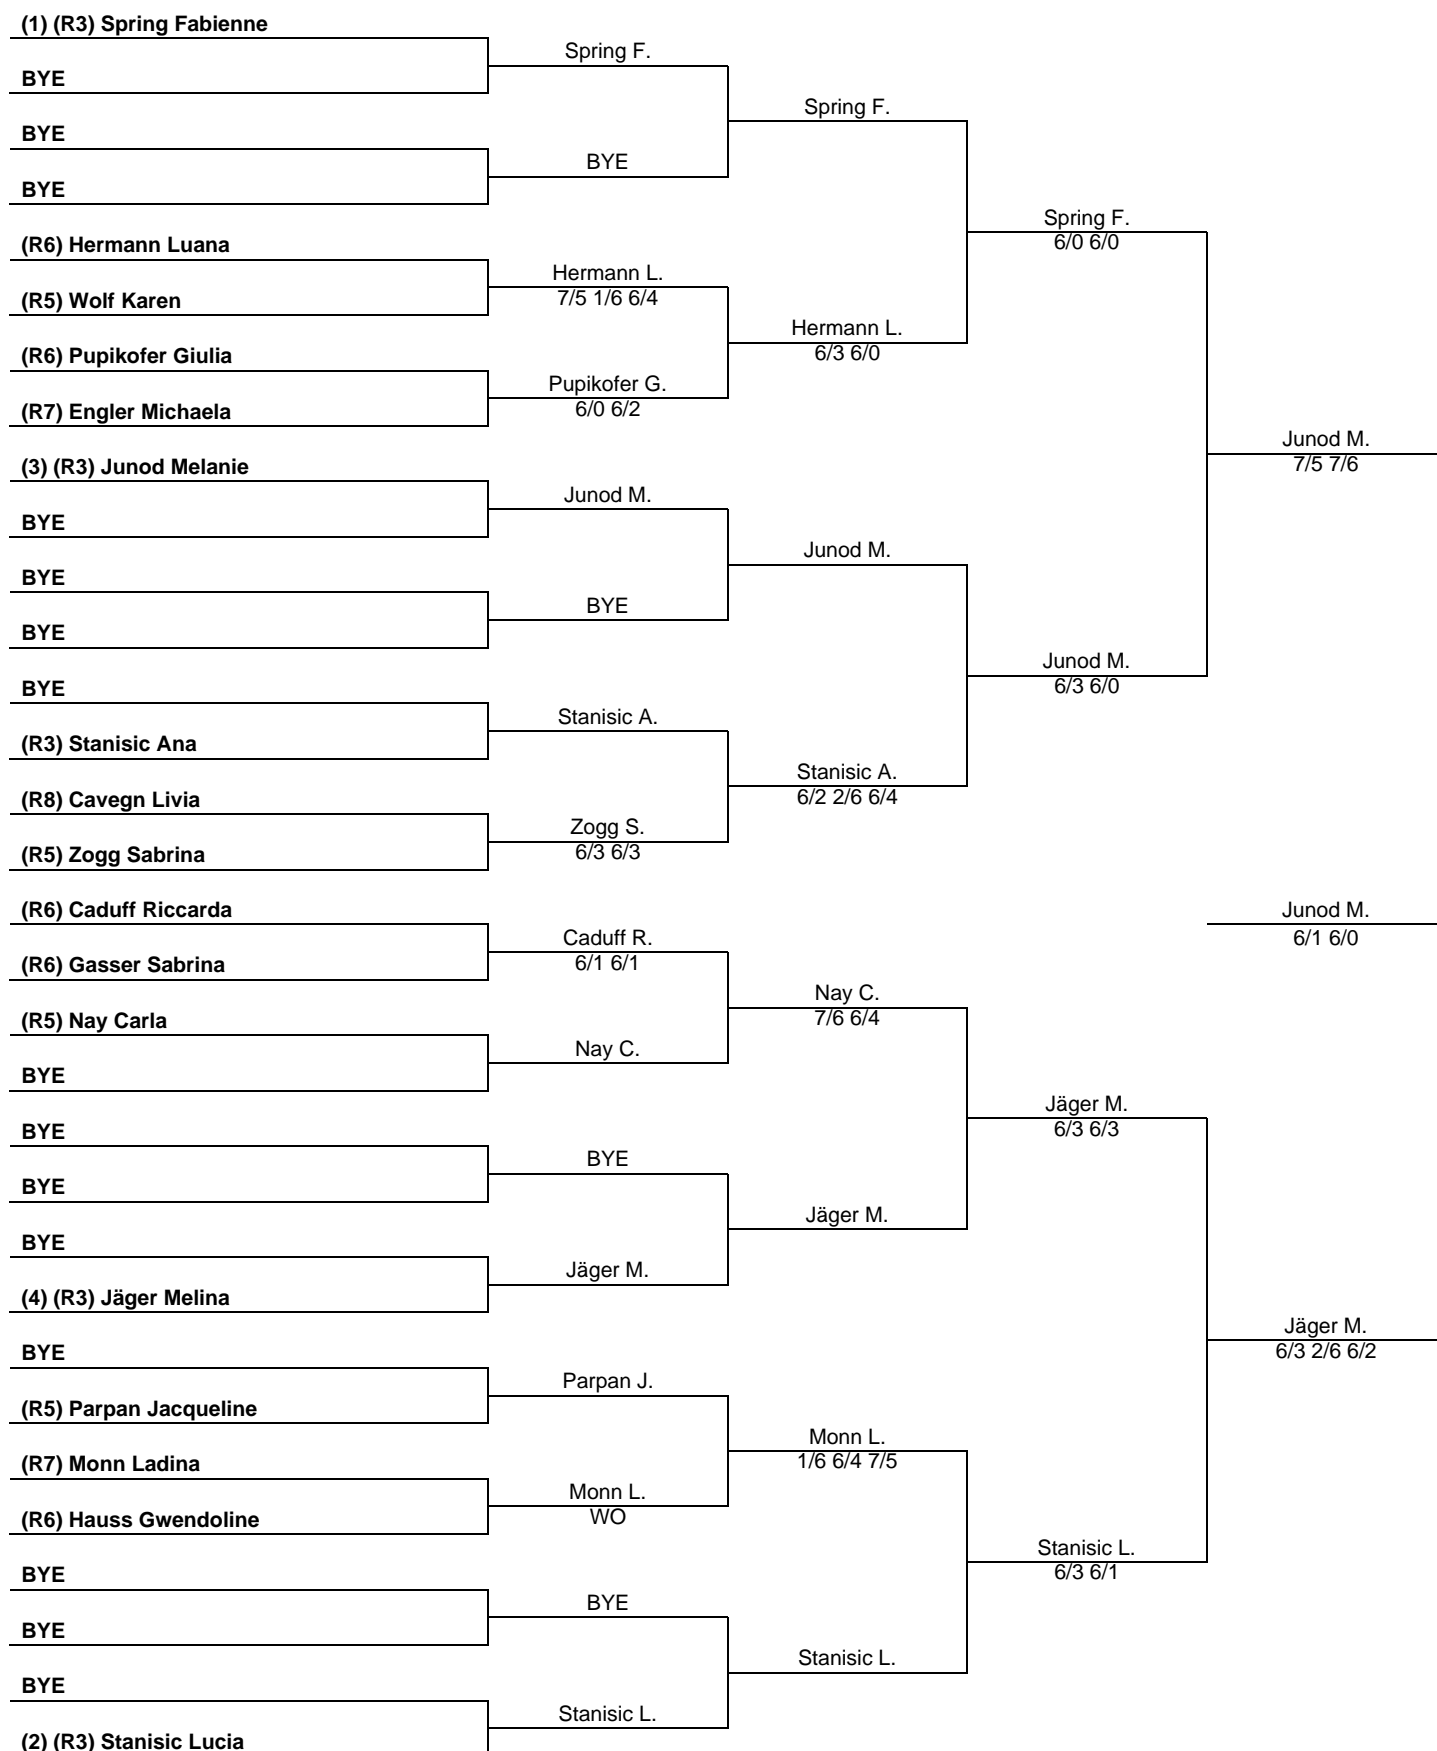 (1) (R3) Spring Fabienne
Spring F.
BYE
Spring F.
BYE
BYE
BYE
Spring F.
6/0 6/0
(R6) Hermann Luana
Hermann L.
7/5 1/6 6/4
(R5) Wolf Karen
Hermann L.
6/3 6/0
(R6) Pupikofer Giulia
Pupikofer G.
6/0 6/2
(R7) Engler Michaela
Junod M.
7/5 7/6
(3) (R3) Junod Melanie
Junod M.
BYE
Junod M.
BYE
BYE
BYE
Junod M.
6/3 6/0
BYE
Stanisic A.
(R3) Stanisic Ana
Stanisic A.
6/2 2/6 6/4
(R8) Cavegn Livia
Zogg S.
6/3 6/3
(R5) Zogg Sabrina
(R6) Caduff Riccarda
Junod M.
6/1 6/0
Caduff R.
6/1 6/1
(R6) Gasser Sabrina
Nay C.
7/6 6/4
(R5) Nay Carla
Nay C.
BYE
Jäger M.
6/3 6/3
BYE
BYE
BYE
Jäger M.
BYE
Jäger M.
(4) (R3) Jäger Melina
Jäger M.
6/3 2/6 6/2
BYE
Parpan J.
(R5) Parpan Jacqueline
Monn L.
1/6 6/4 7/5
(R7) Monn Ladina
Monn L.
WO
(R6) Hauss Gwendoline
Stanisic L.
6/3 6/1
BYE
BYE
BYE
Stanisic L.
BYE
Stanisic L.
(2) (R3) Stanisic Lucia